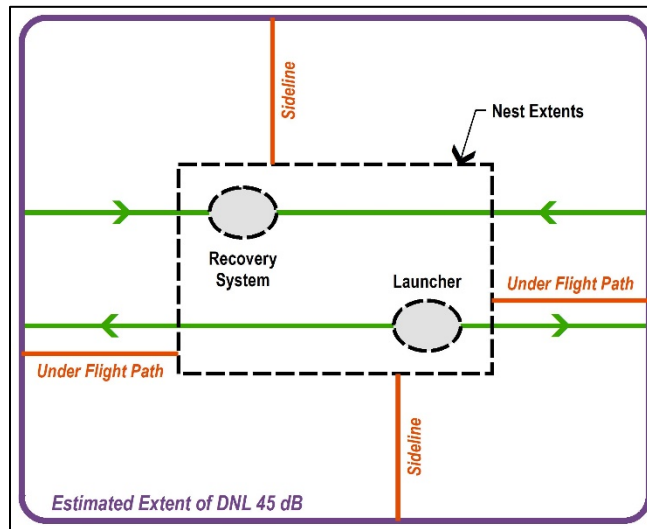 Sideline
Nest Extents
Recovery
System
Launcher
Under Flight Path
Under Flight Path
Sideline
Estimated Extent of DNL 45 dB